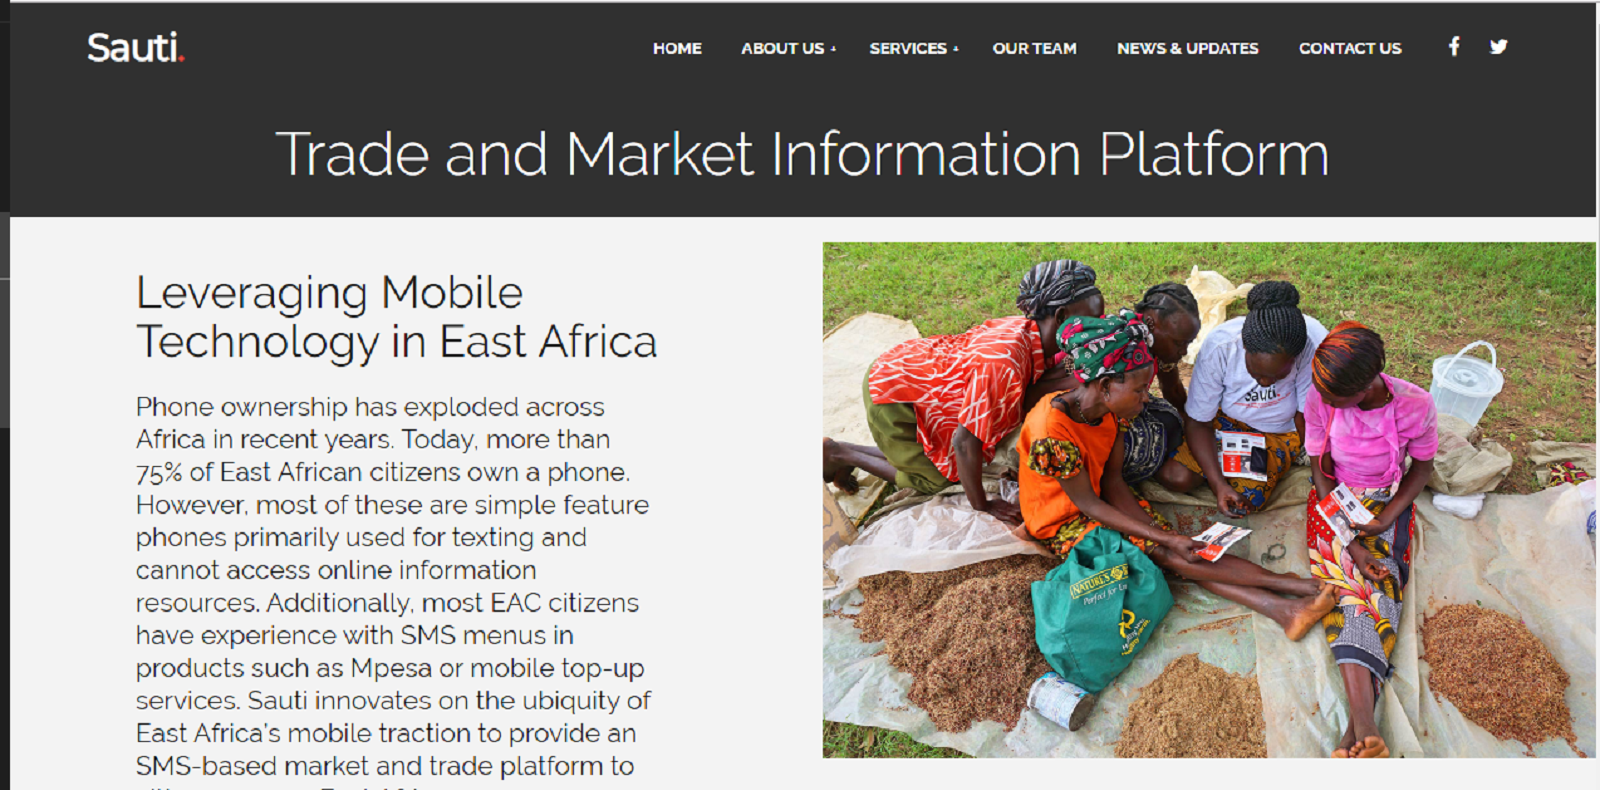 Sauti.
HOME ABOUT US + SERVICES + OUR TEAM NEWS & UPDATES CONTACT US
Trade and Market Information Platform
Leveraging Mobile
Technology in East Africa
Phone ownership has exploded across
Africa in recent years. Today, more than
75% of East African citizens own a phone.
However, most of these are simple feature
phones primarily used for texting and
cannot access online information
resources. Additionally, most EAC citizens
have experience with SMS menus in
products such as Mpesa or mobile top-up
services. Sauti innovates on the ubiquity of
East Africa's mobile traction to provide an
SMS-based market and trade platform to
Sauti.
NATURE'S
Perfect for